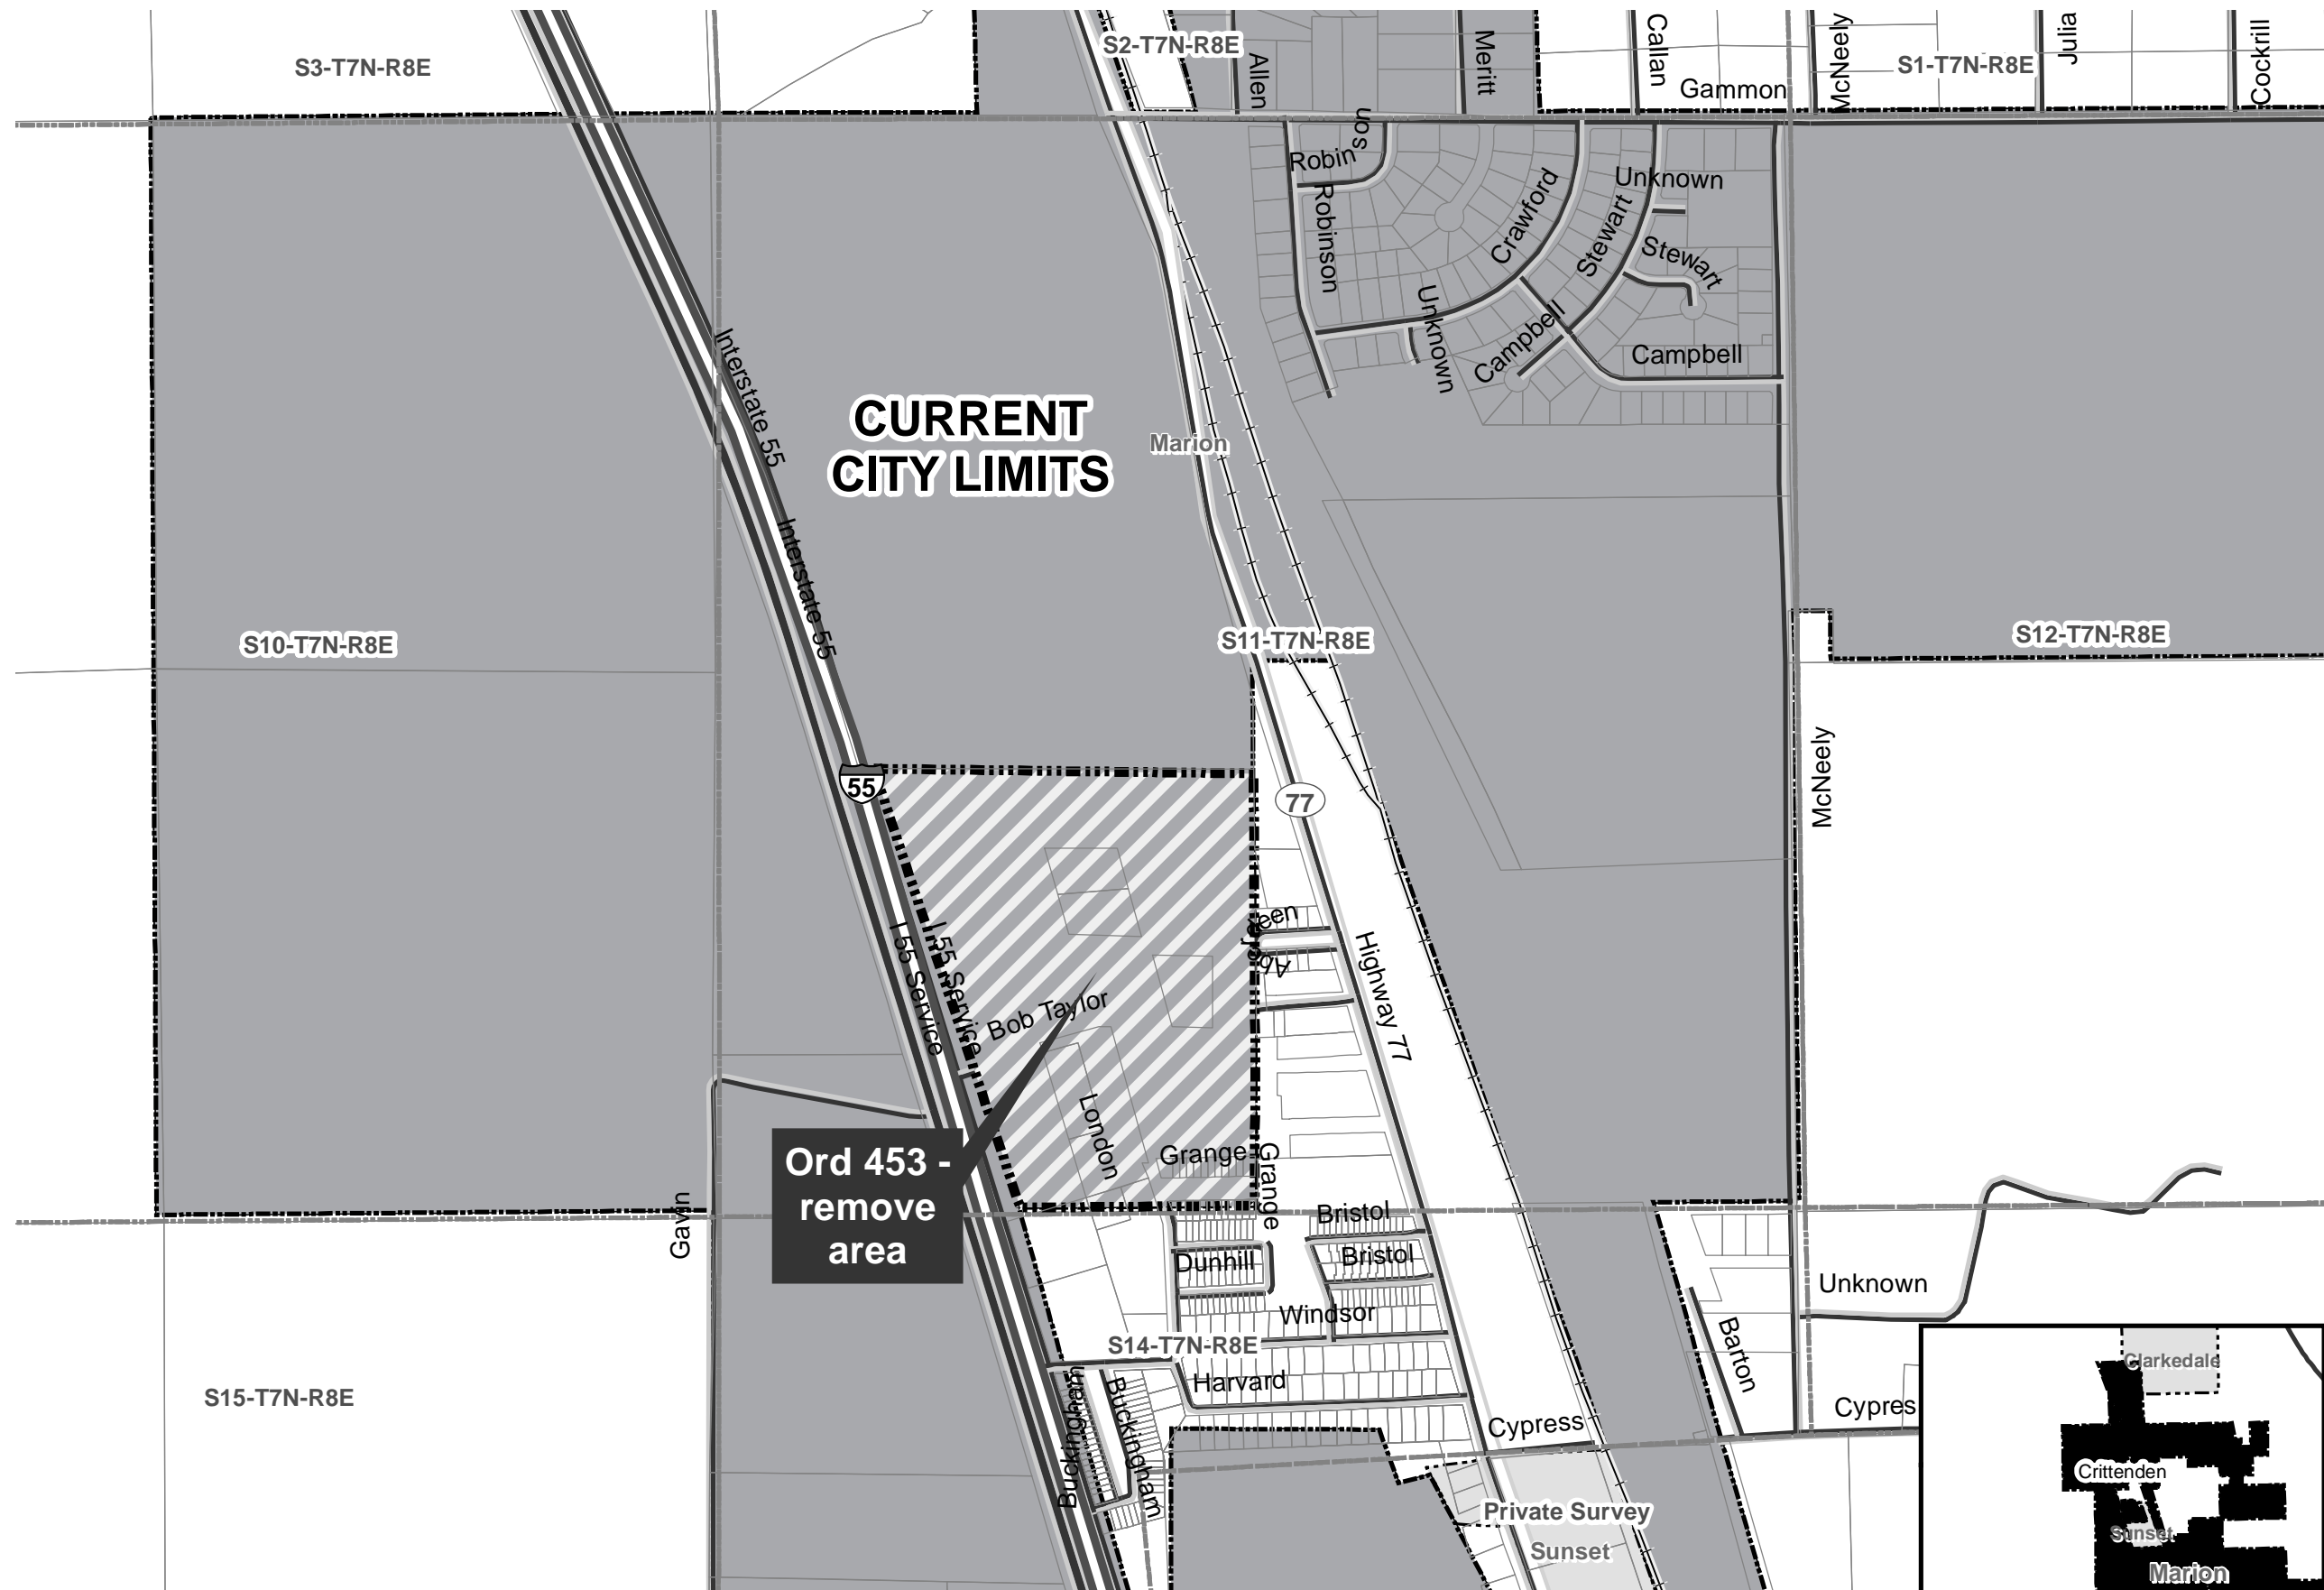 S3-T7N-R8E
S2-T7N-R8E
Allen
Meritt
Callan
Gammon
McNeely
S1-T7N-R8E
Julia
Cockrill
Robinson
Robinson
Crawford
Unknown
Stewart
Stewart
Unknown
Campbell
Campbell
Interstate 55
CURRENT
CITY LIMITS
Marion
Interstate 55
S10-T7N-R8E
S11-T7N-R8E
S12-T7N-R8E
55
77
McNeely
I 55 Service
I 55 Service
Bob Taylor
Highway 77
London
Grange
Grange
Ord 453 -
remove
area
Gavin
Bristol
Dunhill
Bristol
Windsor
Unknown
S14-T7N-R8E
Barton
S15-T7N-R8E
Buckingham
Buckingham
Harvard
Cypress
Cypres
Private Survey
Sunset
Clarkedale
Crittenden
Sunset
Marion